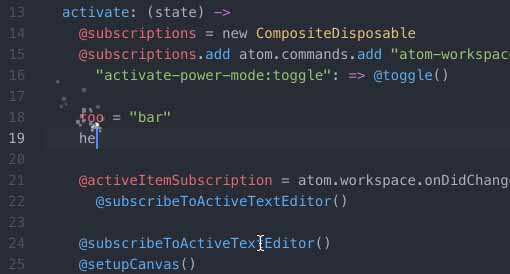 13 activate: (state) ->
14 @subscriptions = new CompositeDisposable
15 @subscriptions.add atom.commands.add "atom-workspac
16 "activate-power-mode:toggle": => @toggle()
17
18 foo = "bar"
19 he
20
21 @activeItemSubscription = atom.workspace.onDidChang
22 @subscribeToActiveTextEditor()
23
24 @subscribeToActiveTextEditor()
25 @setupCanvas()